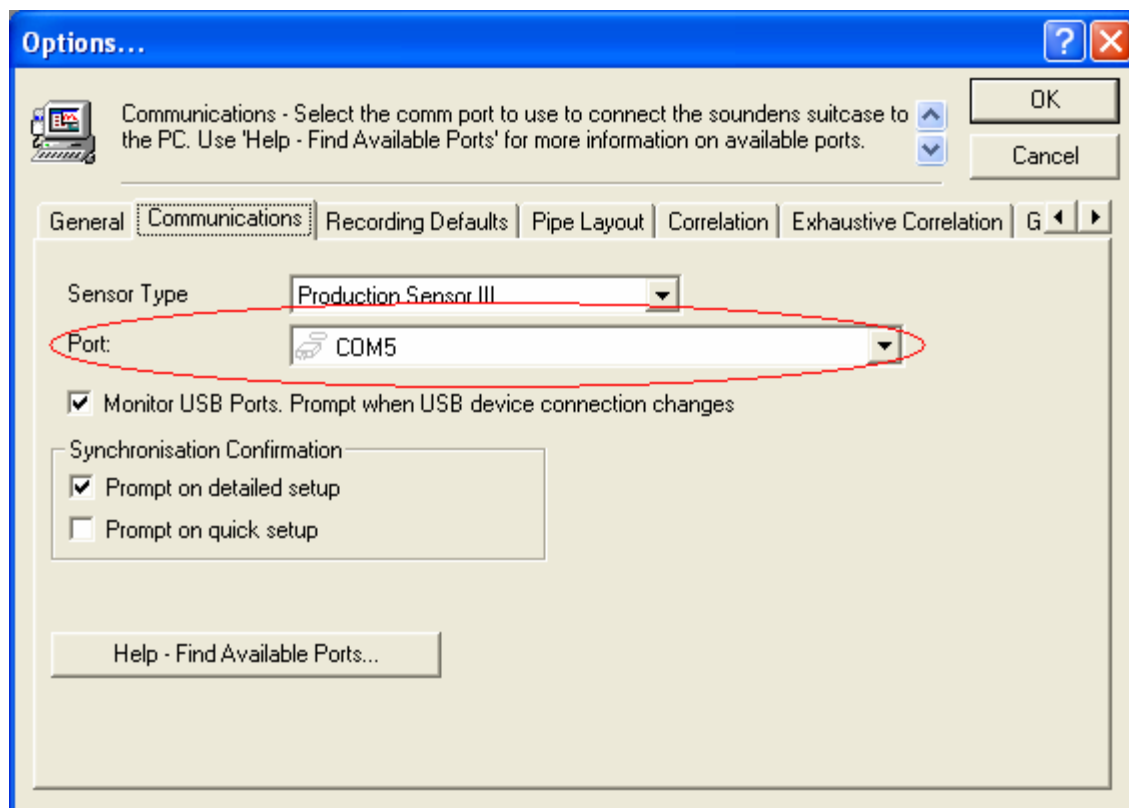 Options...
Communications - Select the comm port to use to connect the soundens suitcase to
the PC. Use 'Help - Find Available Ports' for more information on available ports.
OK
Cancel
General Communications Recording Defaults Pipe Layout Correlation Exhaustive Correlation G
Sensor Type Production Sensor III
Port: COM5
Monitor USB Ports. Prompt when USB device connection changes
Synchronisation Confirmation
Prompt on detailed setup
Prompt on quick setup
Help - Find Available Ports...